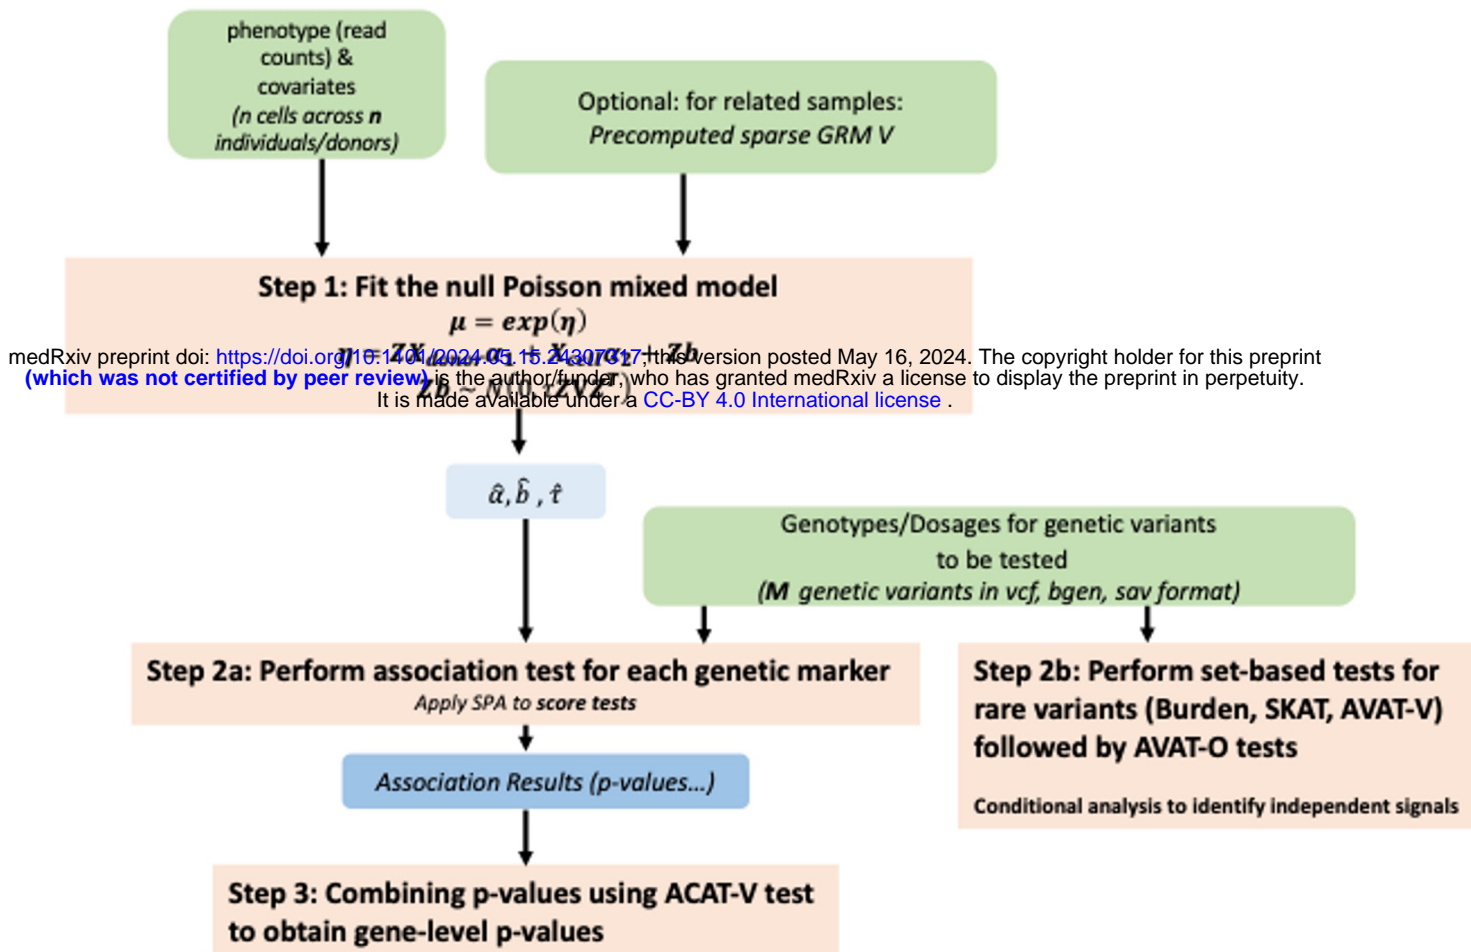 phenotype (read
counts) &
covariates
(n cells across n
individuals/donors)
Optional: for related samples:
Precomputed sparse GRM V
Step 1: Fit the null Poisson mixed model
μ = exp(η)
medRxiv preprint doi: https://doi.org/10.1101/2024.05.15.24307317; this version posted May 16, 2024. The copyright holder for this preprint
(which was not certified by peer review) is the author/funder, who has granted medRxiv a license to display the preprint in perpetuity.
It is made available under a CC-BY 4.0 International license .
â, b̂ , τ̂
Genotypes/Dosages for genetic variants
to be tested
(M genetic variants in vcf, bgen, sav format)
Step 2a: Perform association test for each genetic marker
Apply SPA to score tests
Step 2b: Perform set-based tests for
rare variants (Burden, SKAT, AVAT-V)
followed by AVAT-O tests
Conditional analysis to identify independent signals
Association Results (p-values...)
Step 3: Combining p-values using ACAT-V test
to obtain gene-level p-values